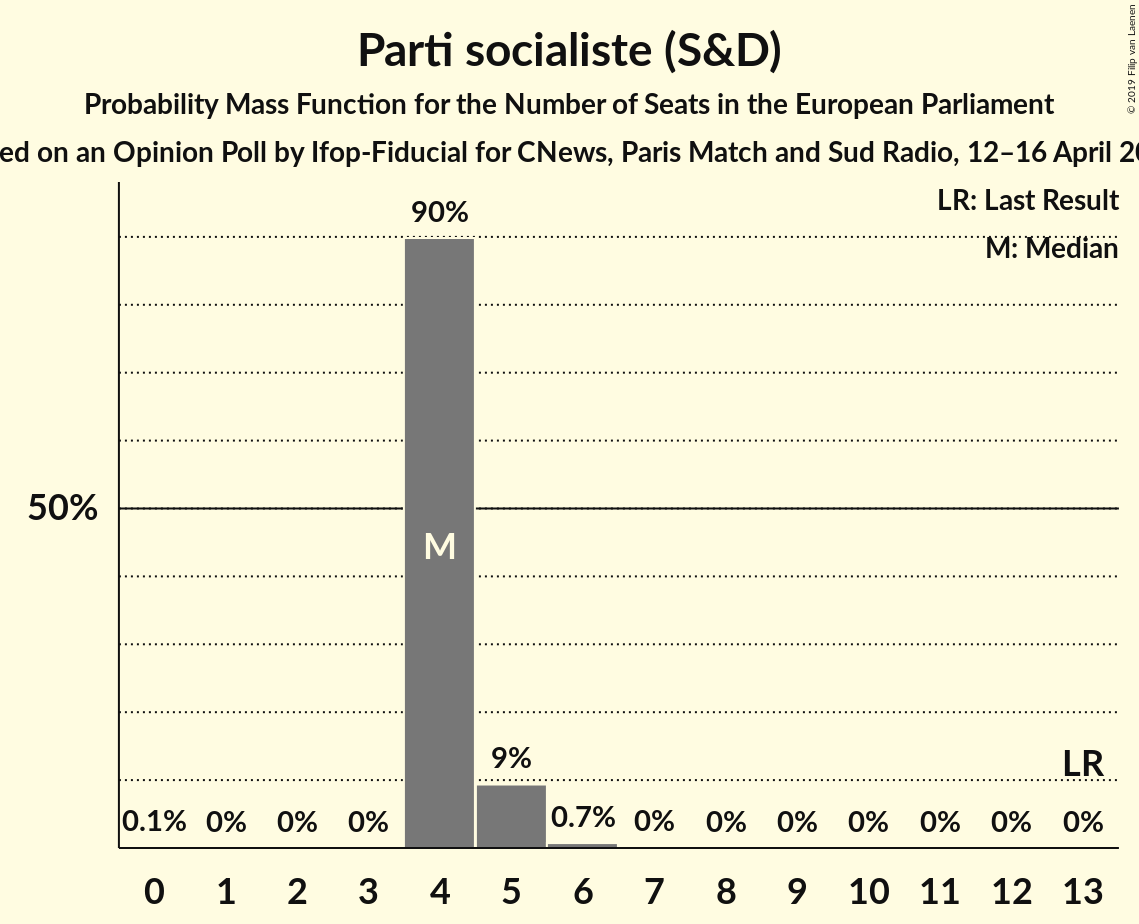 Parti socialiste (S&D)
Probability Mass Function for the Number of Seats in the European Parliament
ed on an Opinion Poll by Ifop-Fiducial for CNews, Paris Match and Sud Radio, 12–16 April 20
© 2019 Filip van Laenen
LR: Last Result
M: Median
90%
50%
M
9%
LR
0.1% 0% 0% 0% 0.7% 0% 0% 0% 0% 0% 0% 0%
0 1 2 3 4 5 6 7 8 9 10 11 12 13